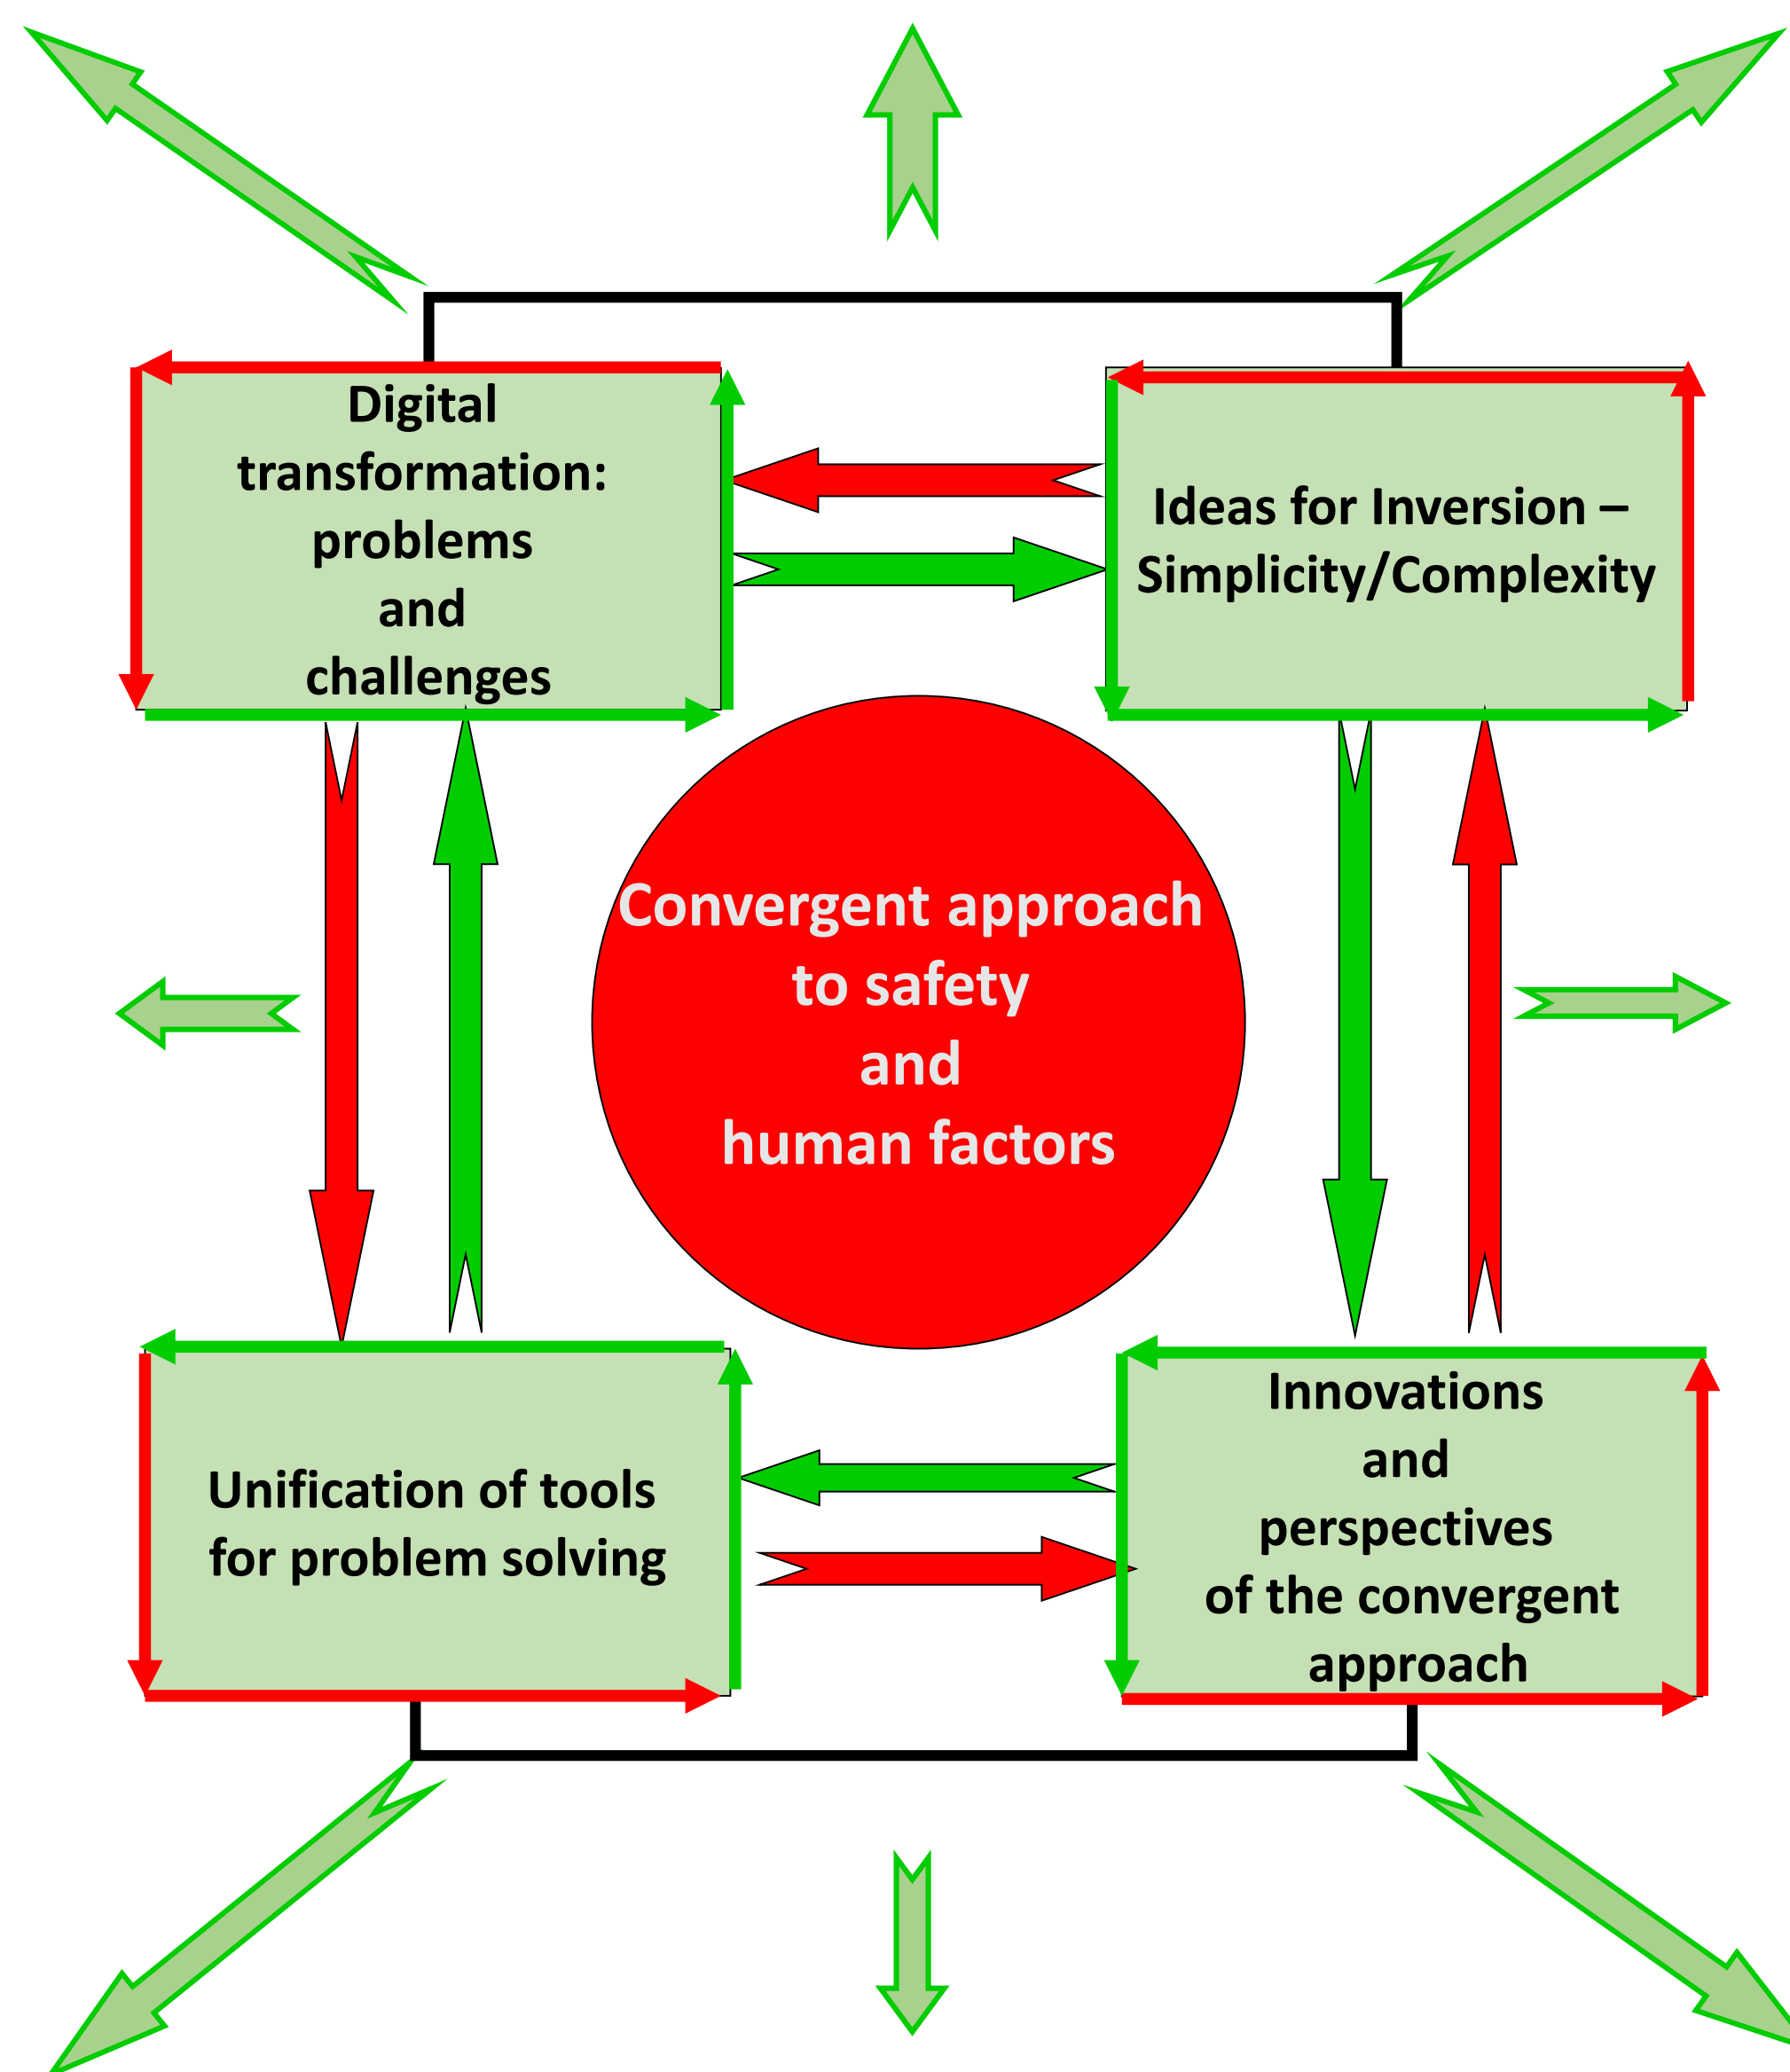 Digital
transformation:
problems
and
challenges
Ideas for Inversion –
Simplicity/Complexity
Convergent approach
to safety
and
human factors
Unification of tools
for problem solving
Innovations
and
perspectives
of the convergent
approach